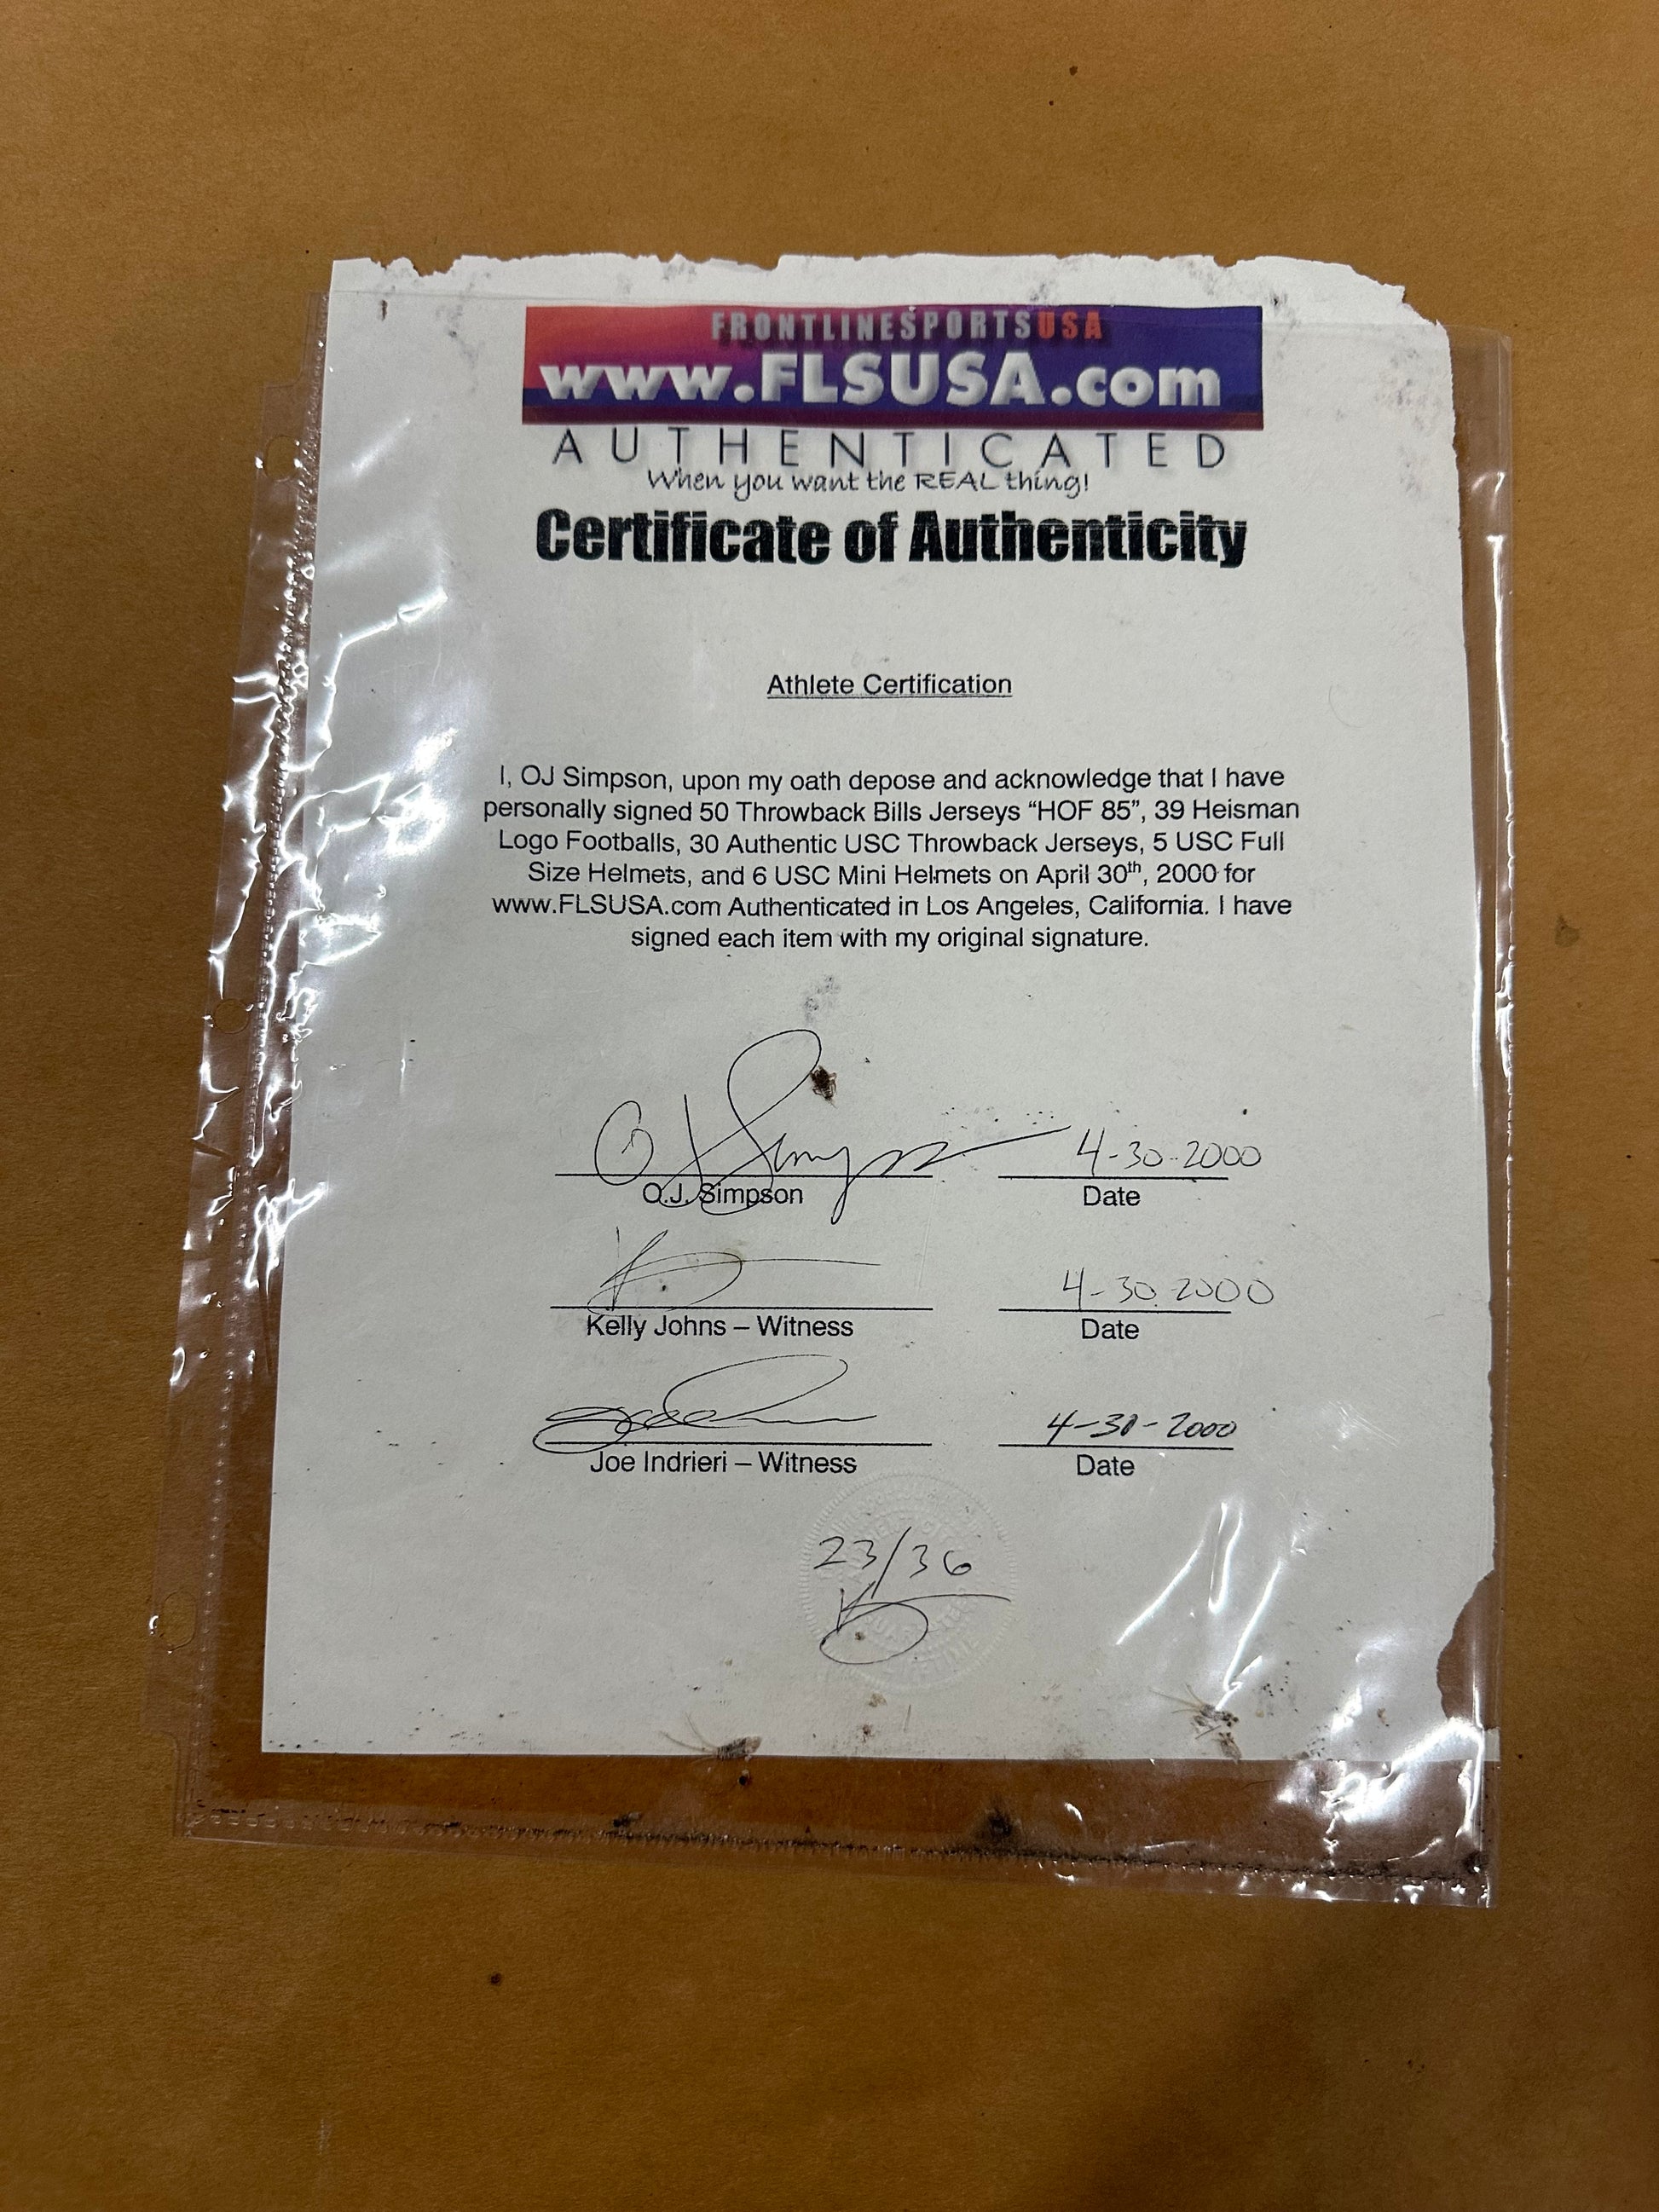 FRONTLINESPORTSUSA
www.FLSUSA.com
AUTHENTICATED
When you want the REAL thing!
Certificate of Authenticity
Athlete Certification
I, OJ Simpson, upon my oath depose and acknowledge that I have
personally signed 50 Throwback Bills Jerseys “HOF 85”, 39 Heisman
Logo Footballs, 30 Authentic USC Throwback Jerseys, 5 USC Full
Size Helmets, and 6 USC Mini Helmets on April 30th, 2000 for
www.FLSUSA.com Authenticated in Los Angeles, California. I have
signed each item with my original signature.
OJ Simpson 4-30-2000
O.J. Simpson Date
4-30-2000
Kelly Johns – Witness Date
4-30-2000
Joe Indrieri – Witness Date
23/36